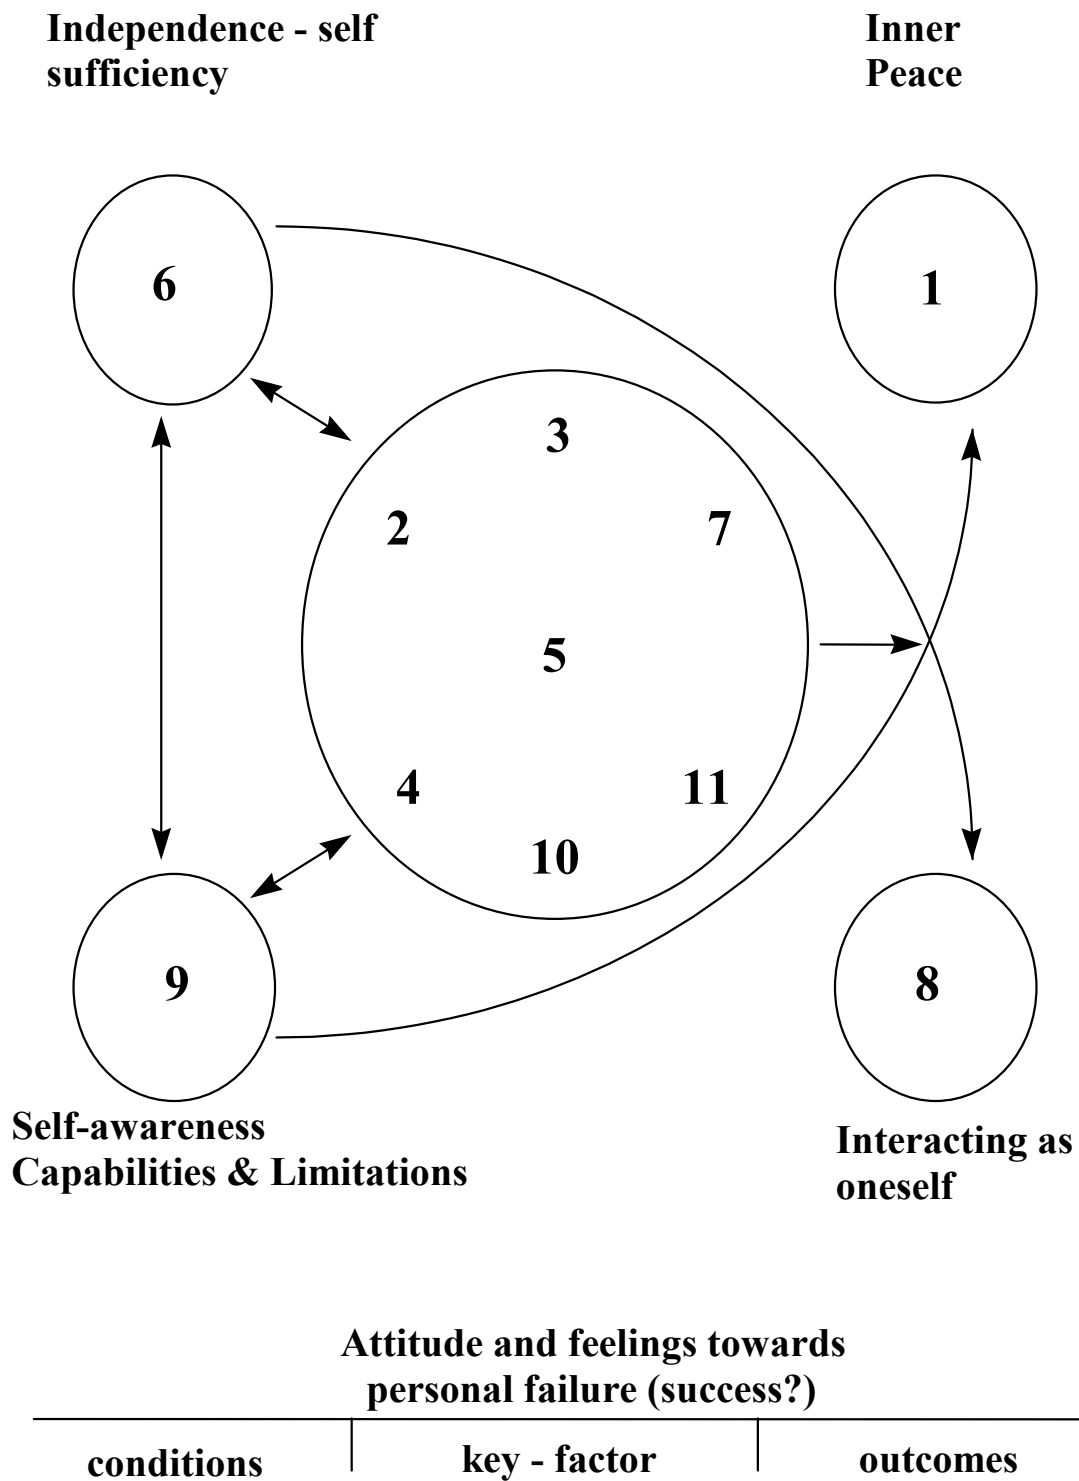 Independence - self
sufficiency
Inner
Peace
6
1
3
2
7
5
4
11
10
9
8
Self-awareness
Capabilities & Limitations
Interacting as
oneself
Attitude and feelings towards
personal failure (success?)
conditions
key - factor
outcomes